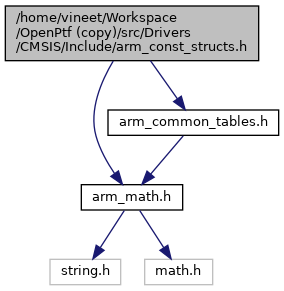 /home/vineet/Workspace
/OpenPtf (copy)/src/Drivers
/CMSIS/Include/arm_const_structs.h
arm_common_tables.h
arm_math.h
string.h
math.h